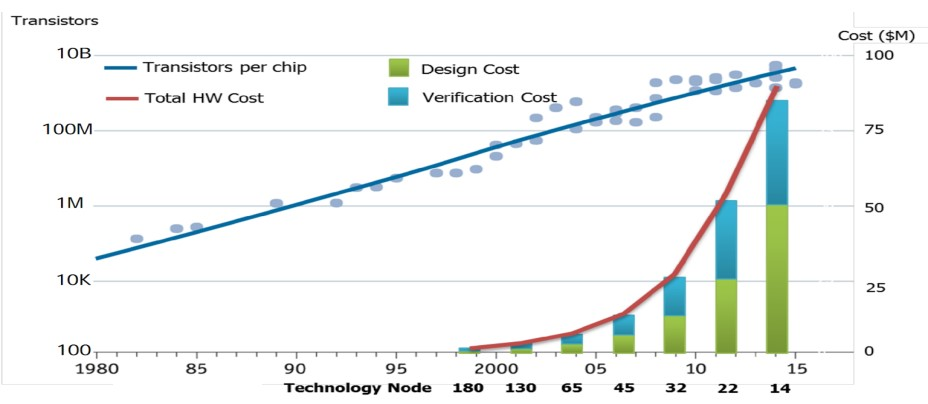 Transistors
Cost ($M)
10B 100
Transistors per chip Design Cost
Total HW Cost Verification Cost
100M 75
1M 50
10K 25
100 0
1980 85 90 95 2000 05 10 15
Technology Node 180 130 65 45 32 22 14